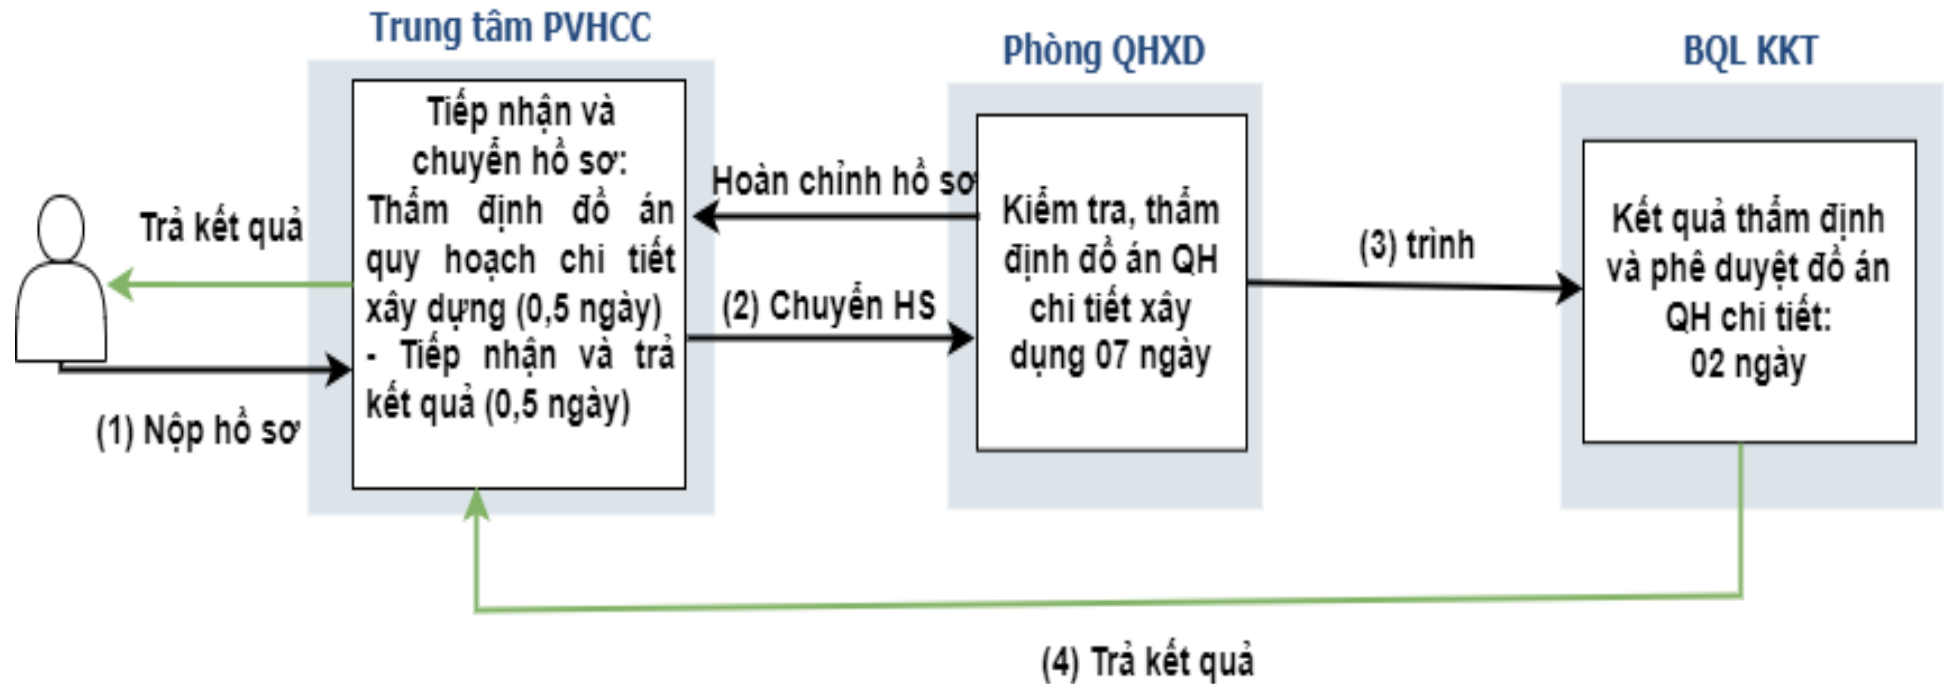 Trung tâm PVHCC
Phòng QHXD
BQL KKT
Tiếp nhận và
chuyển hồ sơ:
Thẩm định đồ án
quy hoạch chi tiết
xây dựng (0,5 ngày)
- Tiếp nhận và trả
kết quả (0,5 ngày)
Trả kết quả
(1) Nộp hồ sơ
Hoàn chỉnh hồ sơ
(2) Chuyển HS
Kiểm tra, thẩm
định đồ án QH
chi tiết xây
dụng 07 ngày
(3) trình
Kết quả thẩm định
và phê duyệt đồ án
QH chi tiết:
02 ngày
(4) Trả kết quả